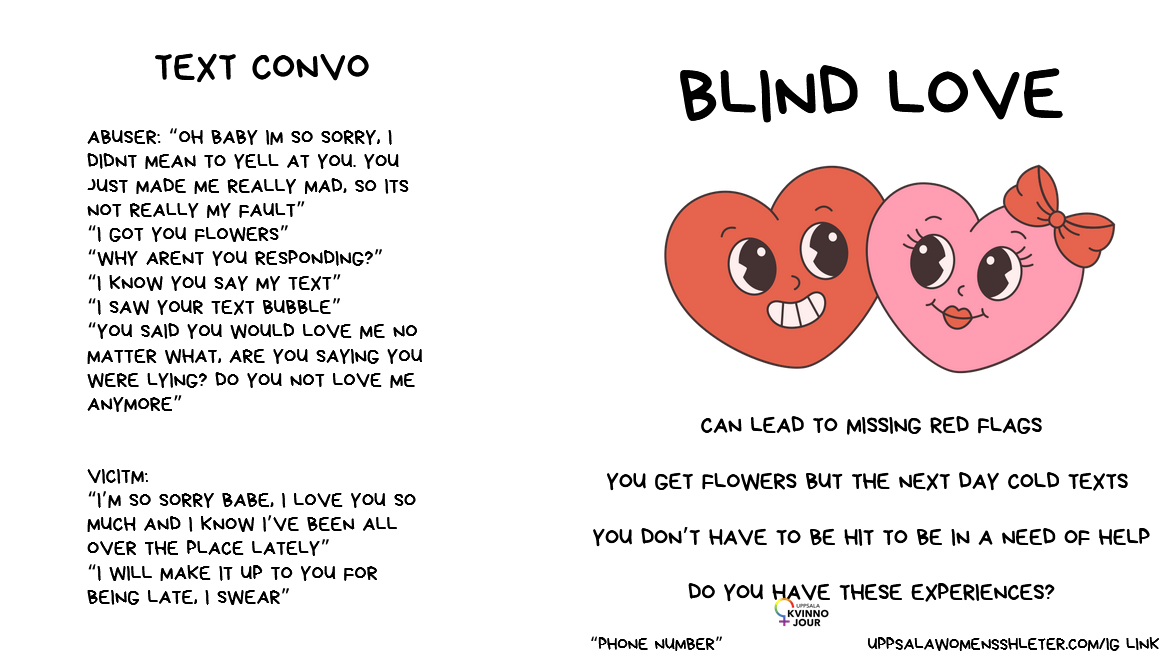 TEXT CONVO
ABUSER: "OH BABY IM SO SORRY, I
DIDNT MEAN TO YELL AT YOU. YOU
JUST MADE ME REALLY MAD, SO ITS
NOT REALLY MY FAULT"
"I GOT YOU FLOWERS"
"WHY ARENT YOU RESPONDING?"
"I KNOW YOU SAY MY TEXT"
"I SAW YOUR TEXT BUBBLE"
"YOU SAID YOU WOULD LOVE ME NO
MATTER WHAT, ARE YOU SAYING YOU
WERE LYING? DO YOU NOT LOVE ME
ANYMORE"
VICITM:
"I'M SO SORRY BABE, I LOVE YOU SO
MUCH AND I KNOW I'VE BEEN ALL
OVER THE PLACE LATELY"
"I WILL MAKE IT UP TO YOU FOR
BEING LATE, I SWEAR"
BLIND LOVE
CAN LEAD TO MISSING RED FLAGS
YOU GET FLOWERS BUT THE NEXT DAY COLD TEXTS
YOU DON'T HAVE TO BE HIT TO BE IN A NEED OF HELP
DO YOU HAVE THESE EXPERIENCES?
UPPSALA
KVINNO
JOUR
"PHONE NUMBER"
UPPSALAWOMENSSHLETER.COM/IG LINK